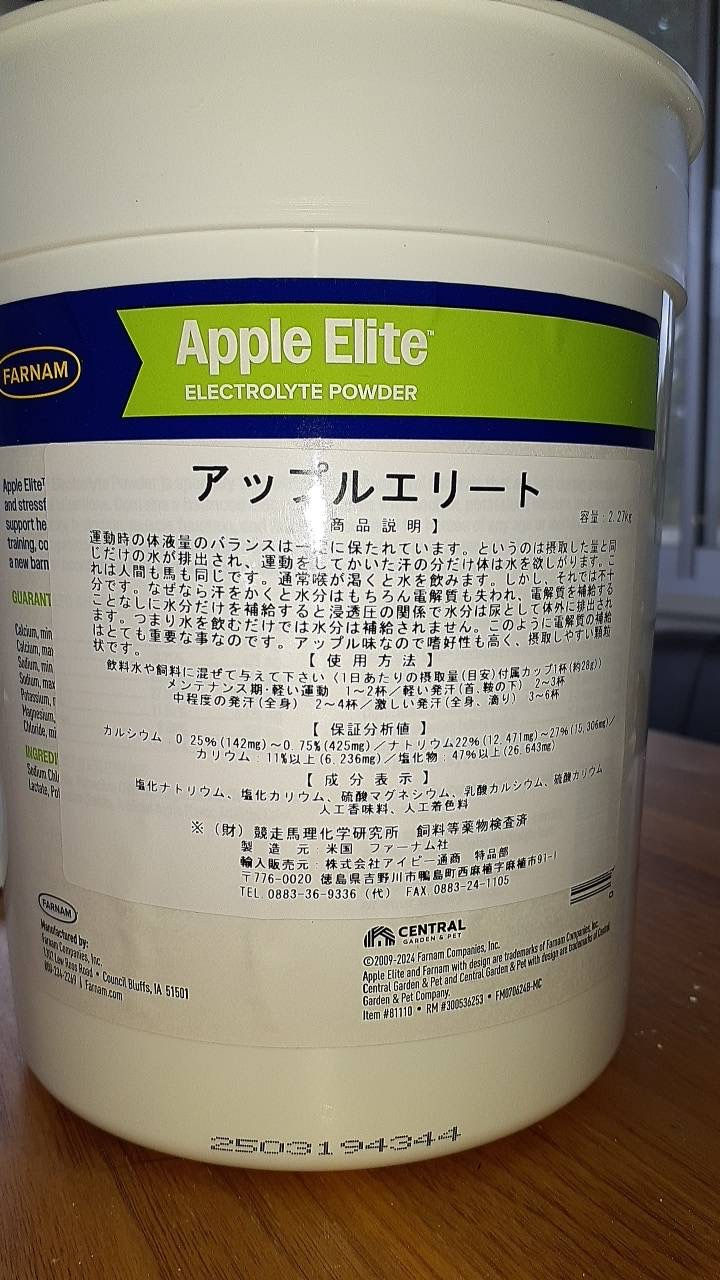 Apple Elite™
FARNAM
ELECTROLYTE POWDER
アップルエリート
容量：2.27kg
商品説明】
運動時の体液量のバランスは一定に保たれています。というのは摂取した量と同
じだけの水が排出され、運動をしてかいた汗の分だけ体は水を欲しがります。こ
れは人間も馬も同じです。通常喉が渇くと水を飲みます。しかし、それでは不十
分です。なぜなら汗をかくと水分はもちろん電解質も失われ、電解質を補給する
ことなしに水分だけを補給すると浸透圧の関係で水分は尿として体外に排出され
ます。つまり水を飲むだけでは水分は補給されません。このように電解質の補給
はとても重要な事なのです。アップル味なので嗜好性も高く、摂取しやすい顆粒
状です。
【使用方法】
飲料水や飼料に混ぜて与えて下さい〈1日あたりの摂取量(目安)付属カップ1杯(約28g)〉
メンテナンス期・軽い運動 1～2杯／軽い発汗(首、鞍の下) 2～3杯
中程度の発汗(全身) 2～4杯／激しい発汗(全身、滴り) 3～6杯
【保証分析値】
カルシウム：0.25%(142mg)～0.75%(425mg)／ナトリウム22%(12,471mg)～27%(15,306mg)／
カリウム：11%以上(6,236mg)／塩化物：47%以上(26,643mg)
【成分表示】
塩化ナトリウム、塩化カリウム、硫酸マグネシウム、乳酸カルシウム、硫酸カリウム
人工香味料、人工着色料
※（財）競走馬理化学研究所 飼料等薬物検査済
製造元：米国 ファーナム社
輸入販売元：株式会社アイビー通商 特品部
〒776-0020 徳島県吉野川市鴨島町西麻植字麻植市91-1
TEL.0883-36-9336（代） FAX.0883-24-1105
Apple Elite™
and stressf
support he
training, co
a new barn
GUARANT
Calcium, min
Calcium, max
Sodium, min
Sodium, max
Potassium, m
Magnesium,
Chloride, mi
INGREDI
Sodium Chl
Lactate, Pot
FARNAM
Manufactured by:
Farnam Companies, Inc.
1302 Lew Ross Road • Council Bluffs, IA 51501
800-234-2269 | Farnam.com
CENTRAL
GARDEN & PET
©2009-2024 Farnam Companies, Inc.
Apple Elite and Farnam with design are trademarks of Farnam Companies, Inc.
Central Garden & Pet and Central Garden & Pet with design are trademarks of Central
Garden & Pet Company.
Item #81110 • RM #300536253 • FM070624B-MC
2503194344